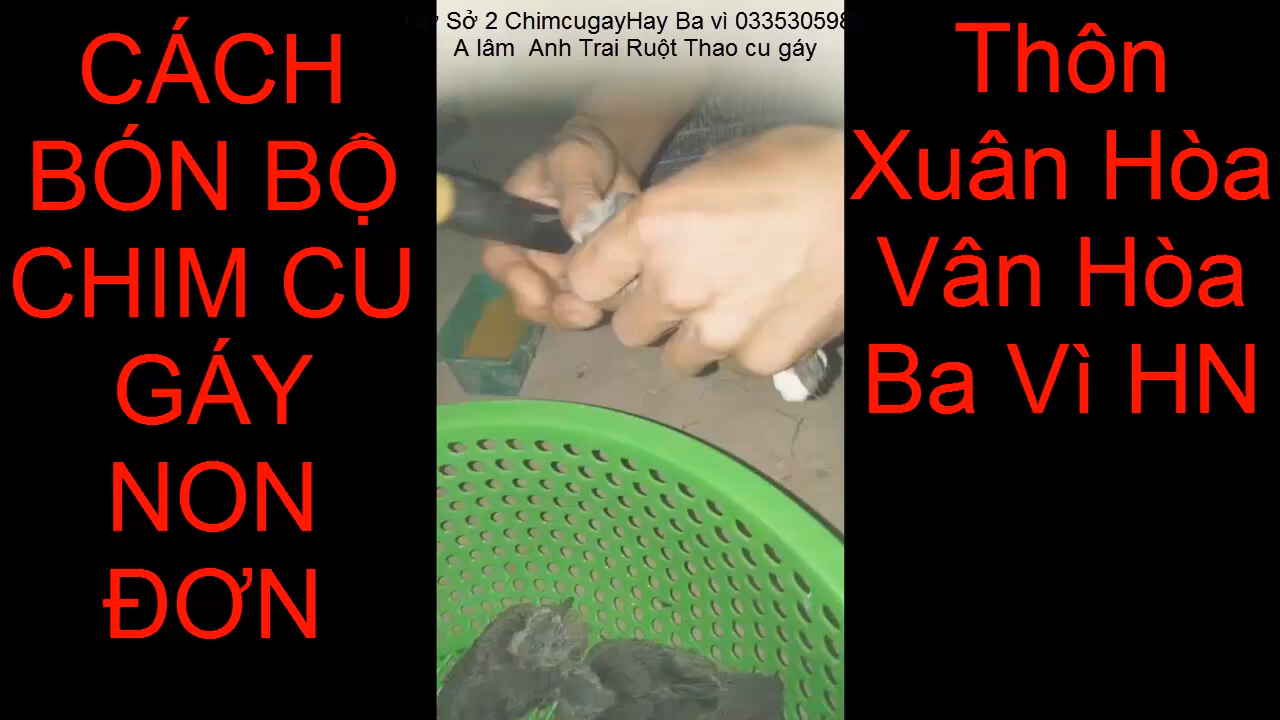 Sở 2 ChimcugayHay Ba vì 033530598
A lâm Anh Trai Ruột Thao cu gáy
CÁCH
BÓN BỘ
CHIM CU
GÁY
NON
ĐƠN
Thôn
Xuân Hòa
Vân Hòa
Ba Vì HN